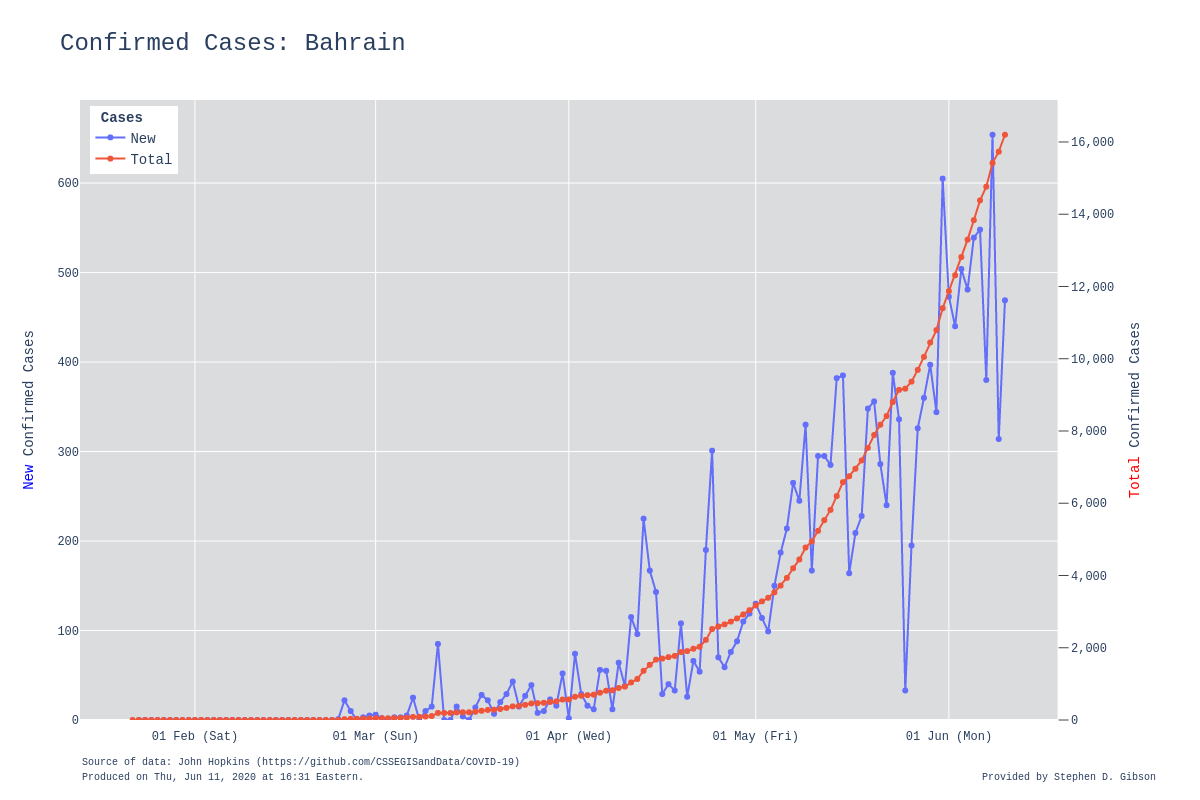 Confirmed Cases: Bahrain
Cases
New
Total
600
500
400
300
200
100
0
New Confirmed Cases
16,000
14,000
12,000
10,000
8,000
6,000
4,000
2,000
0
Total Confirmed Cases
01 Feb (Sat) 01 Mar (Sun) 01 Apr (Wed) 01 May (Fri) 01 Jun (Mon)
Source of data: John Hopkins (https://github.com/CSSEGISandData/COVID-19)
Produced on Thu, Jun 11, 2020 at 16:31 Eastern.
Provided by Stephen D. Gibson